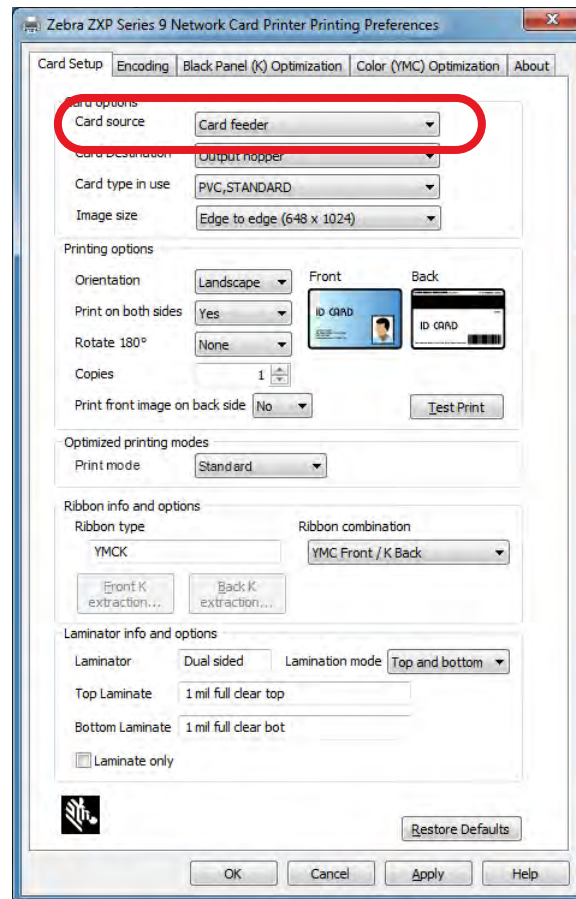 Zebra ZXP Series 9 Network Card Printer Printing Preferences
Card Setup Encoding Black Panel (K) Optimization Color (YMC) Optimization About
Card options
Card source Card feeder
Card Destination Output hopper
Card type in use PVC,STANDARD
Image size Edge to edge (648 x 1024)
Printing options
Orientation Landscape Front Back
Print on both sides Yes
ID CARD ID CARD
Rotate 180° None
Copies 1
Print front image on back side No Test Print
Optimized printing modes
Print mode Standard
Ribbon info and options
Ribbon type Ribbon combination
YMCK YMC Front / K Back
Front K extraction... Back K extraction...
Laminator info and options
Laminator Dual sided Lamination mode Top and bottom
Top Laminate 1 mil full clear top
Bottom Laminate 1 mil full clear bot
Laminate only
Restore Defaults
OK Cancel Apply Help